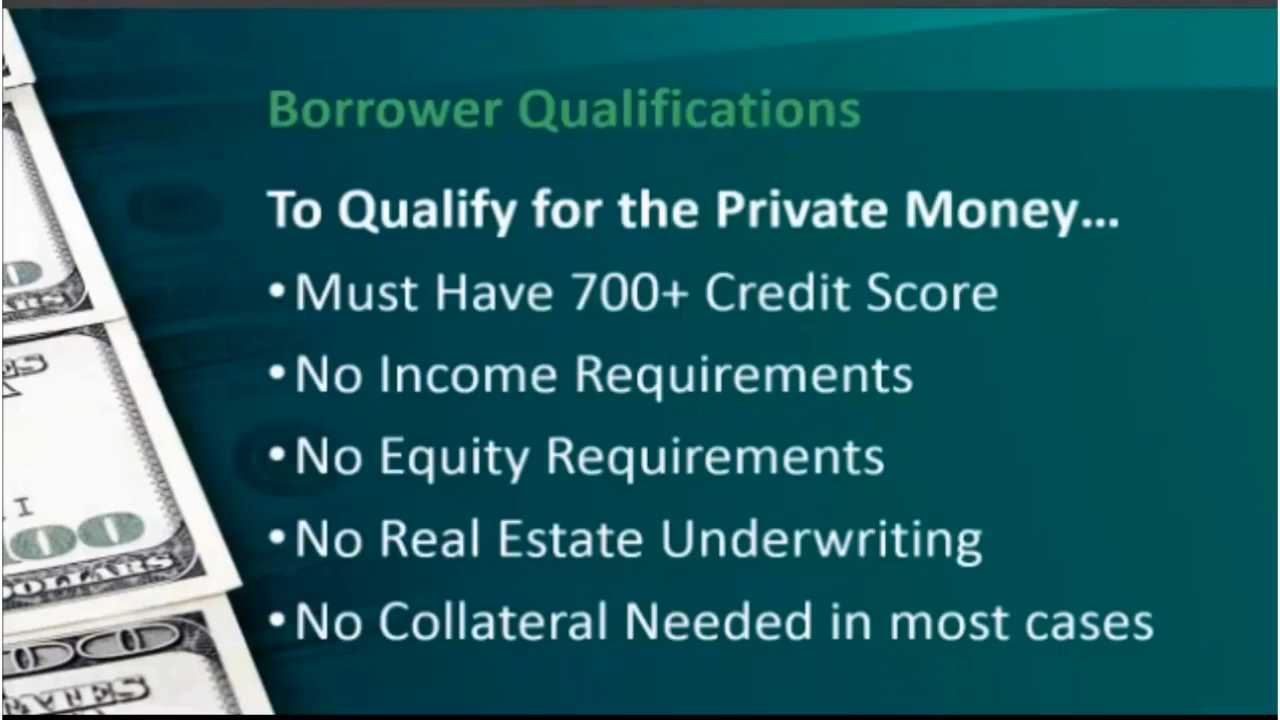 Borrower Qualifications
To Qualify for the Private Money...
•Must Have 700+ Credit Score
•No Income Requirements
•No Equity Requirements
•No Real Estate Underwriting
•No Collateral Needed in most cases